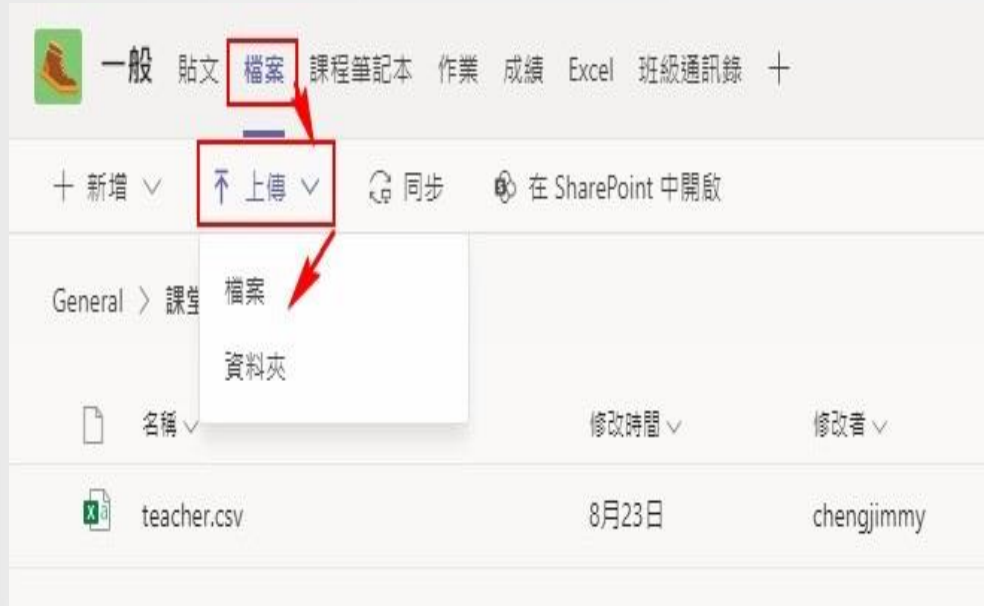 一般 貼文 檔案 課程筆記本 作業 成績 Excel 班級通訊錄 +
+ 新增 上傳 同步 在 SharePoint 中開啟
General > 課堂
檔案
資料夾
名稱 修改時間 修改者
teacher.csv 8月23日 chengjimmy